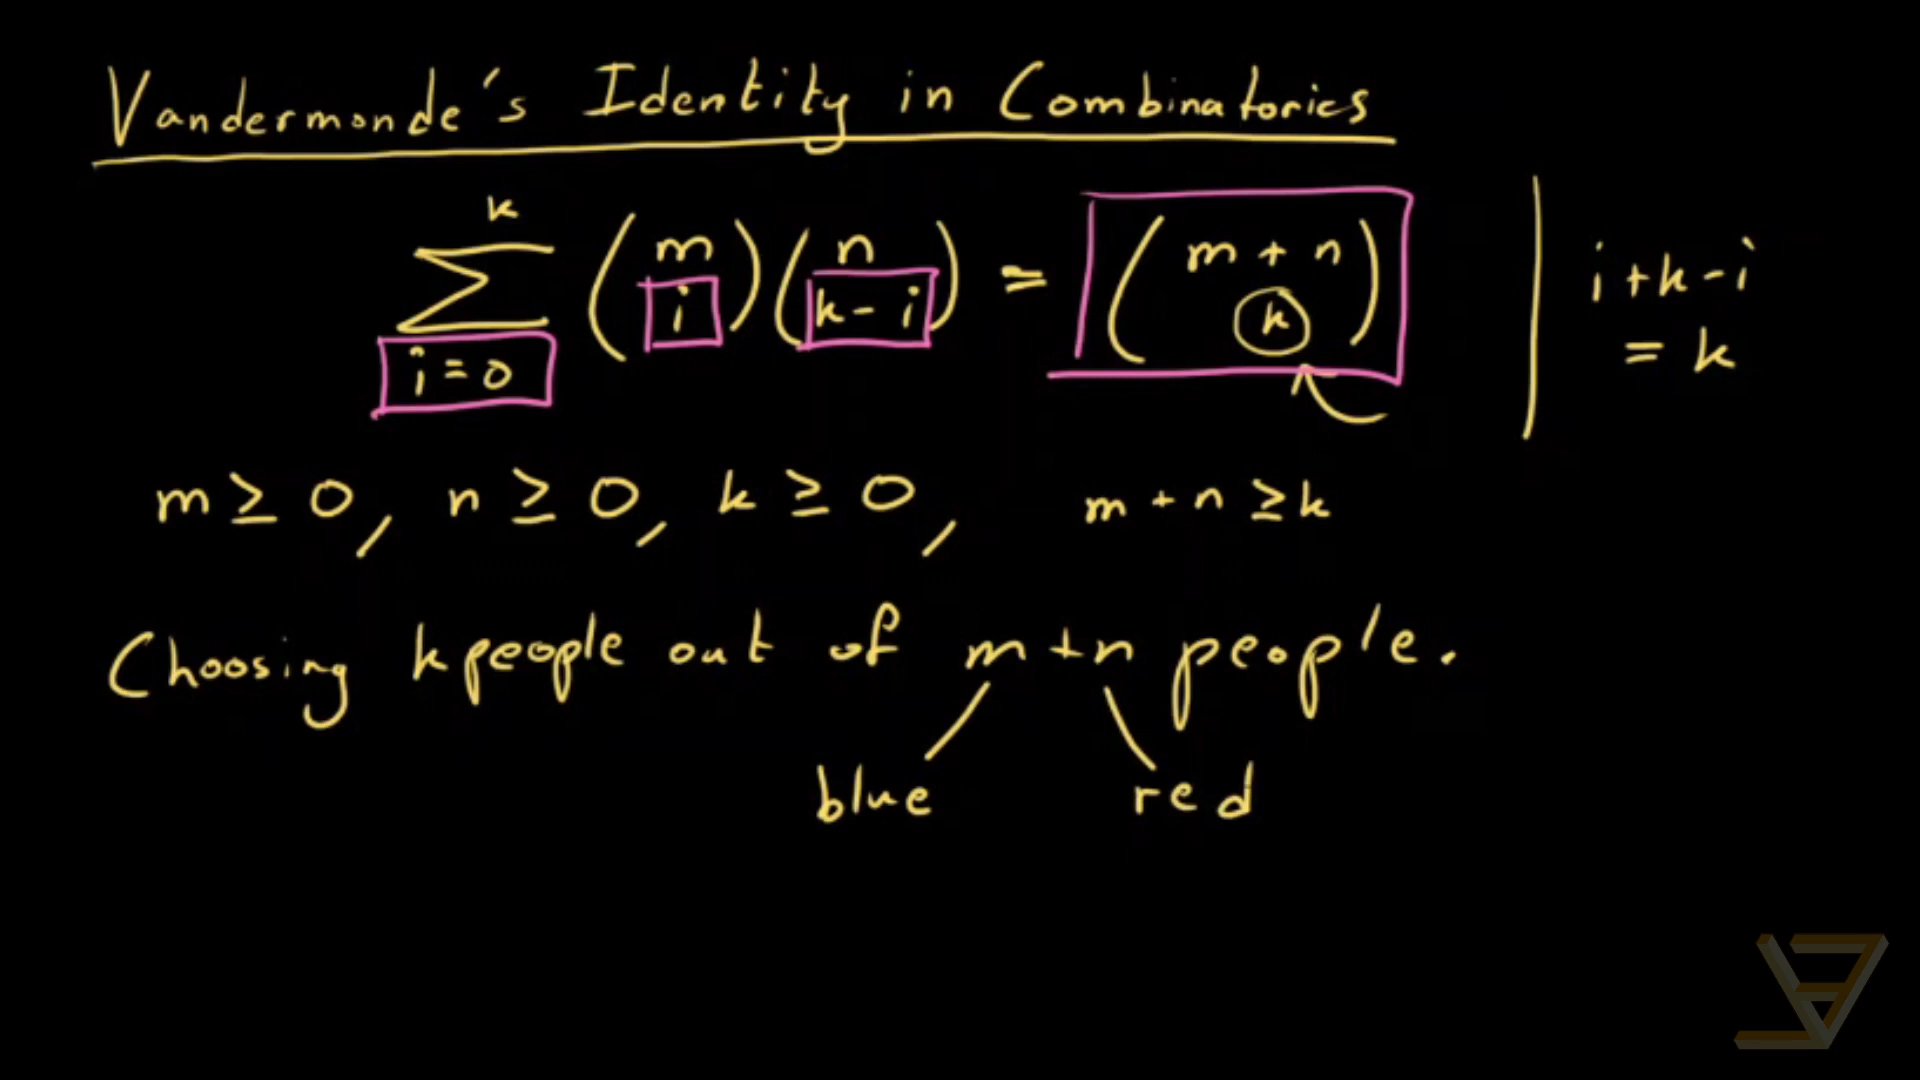 Vandermonde's Identity in Combinatorics
k
∑ (m i)(n k-i) = (m + n k)
i=0
i+k-i
= k
m ≥ 0, n ≥ 0, k ≥ 0, m + n ≥ k
Choosing k people out of m+n people.
blue red